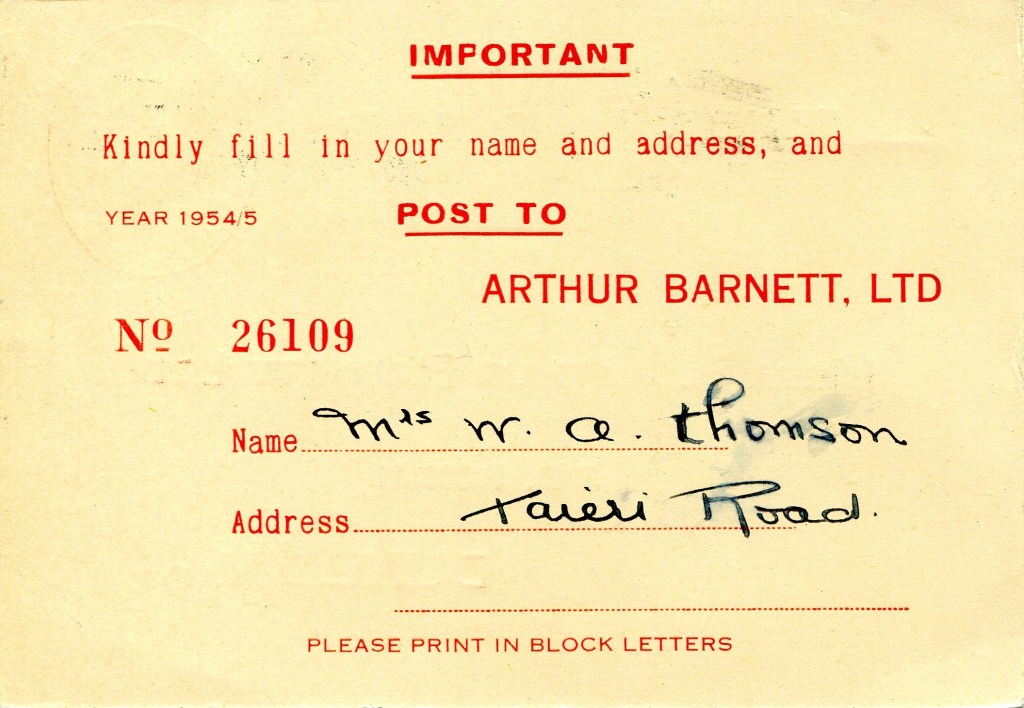 IMPORTANT
Kindly fill in your name and address, and
YEAR 1954/5
POST TO
ARTHUR BARNETT, LTD
Nº 26109
Name Mrs W. A. Thomson
Address Taieri Road.
PLEASE PRINT IN BLOCK LETTERS